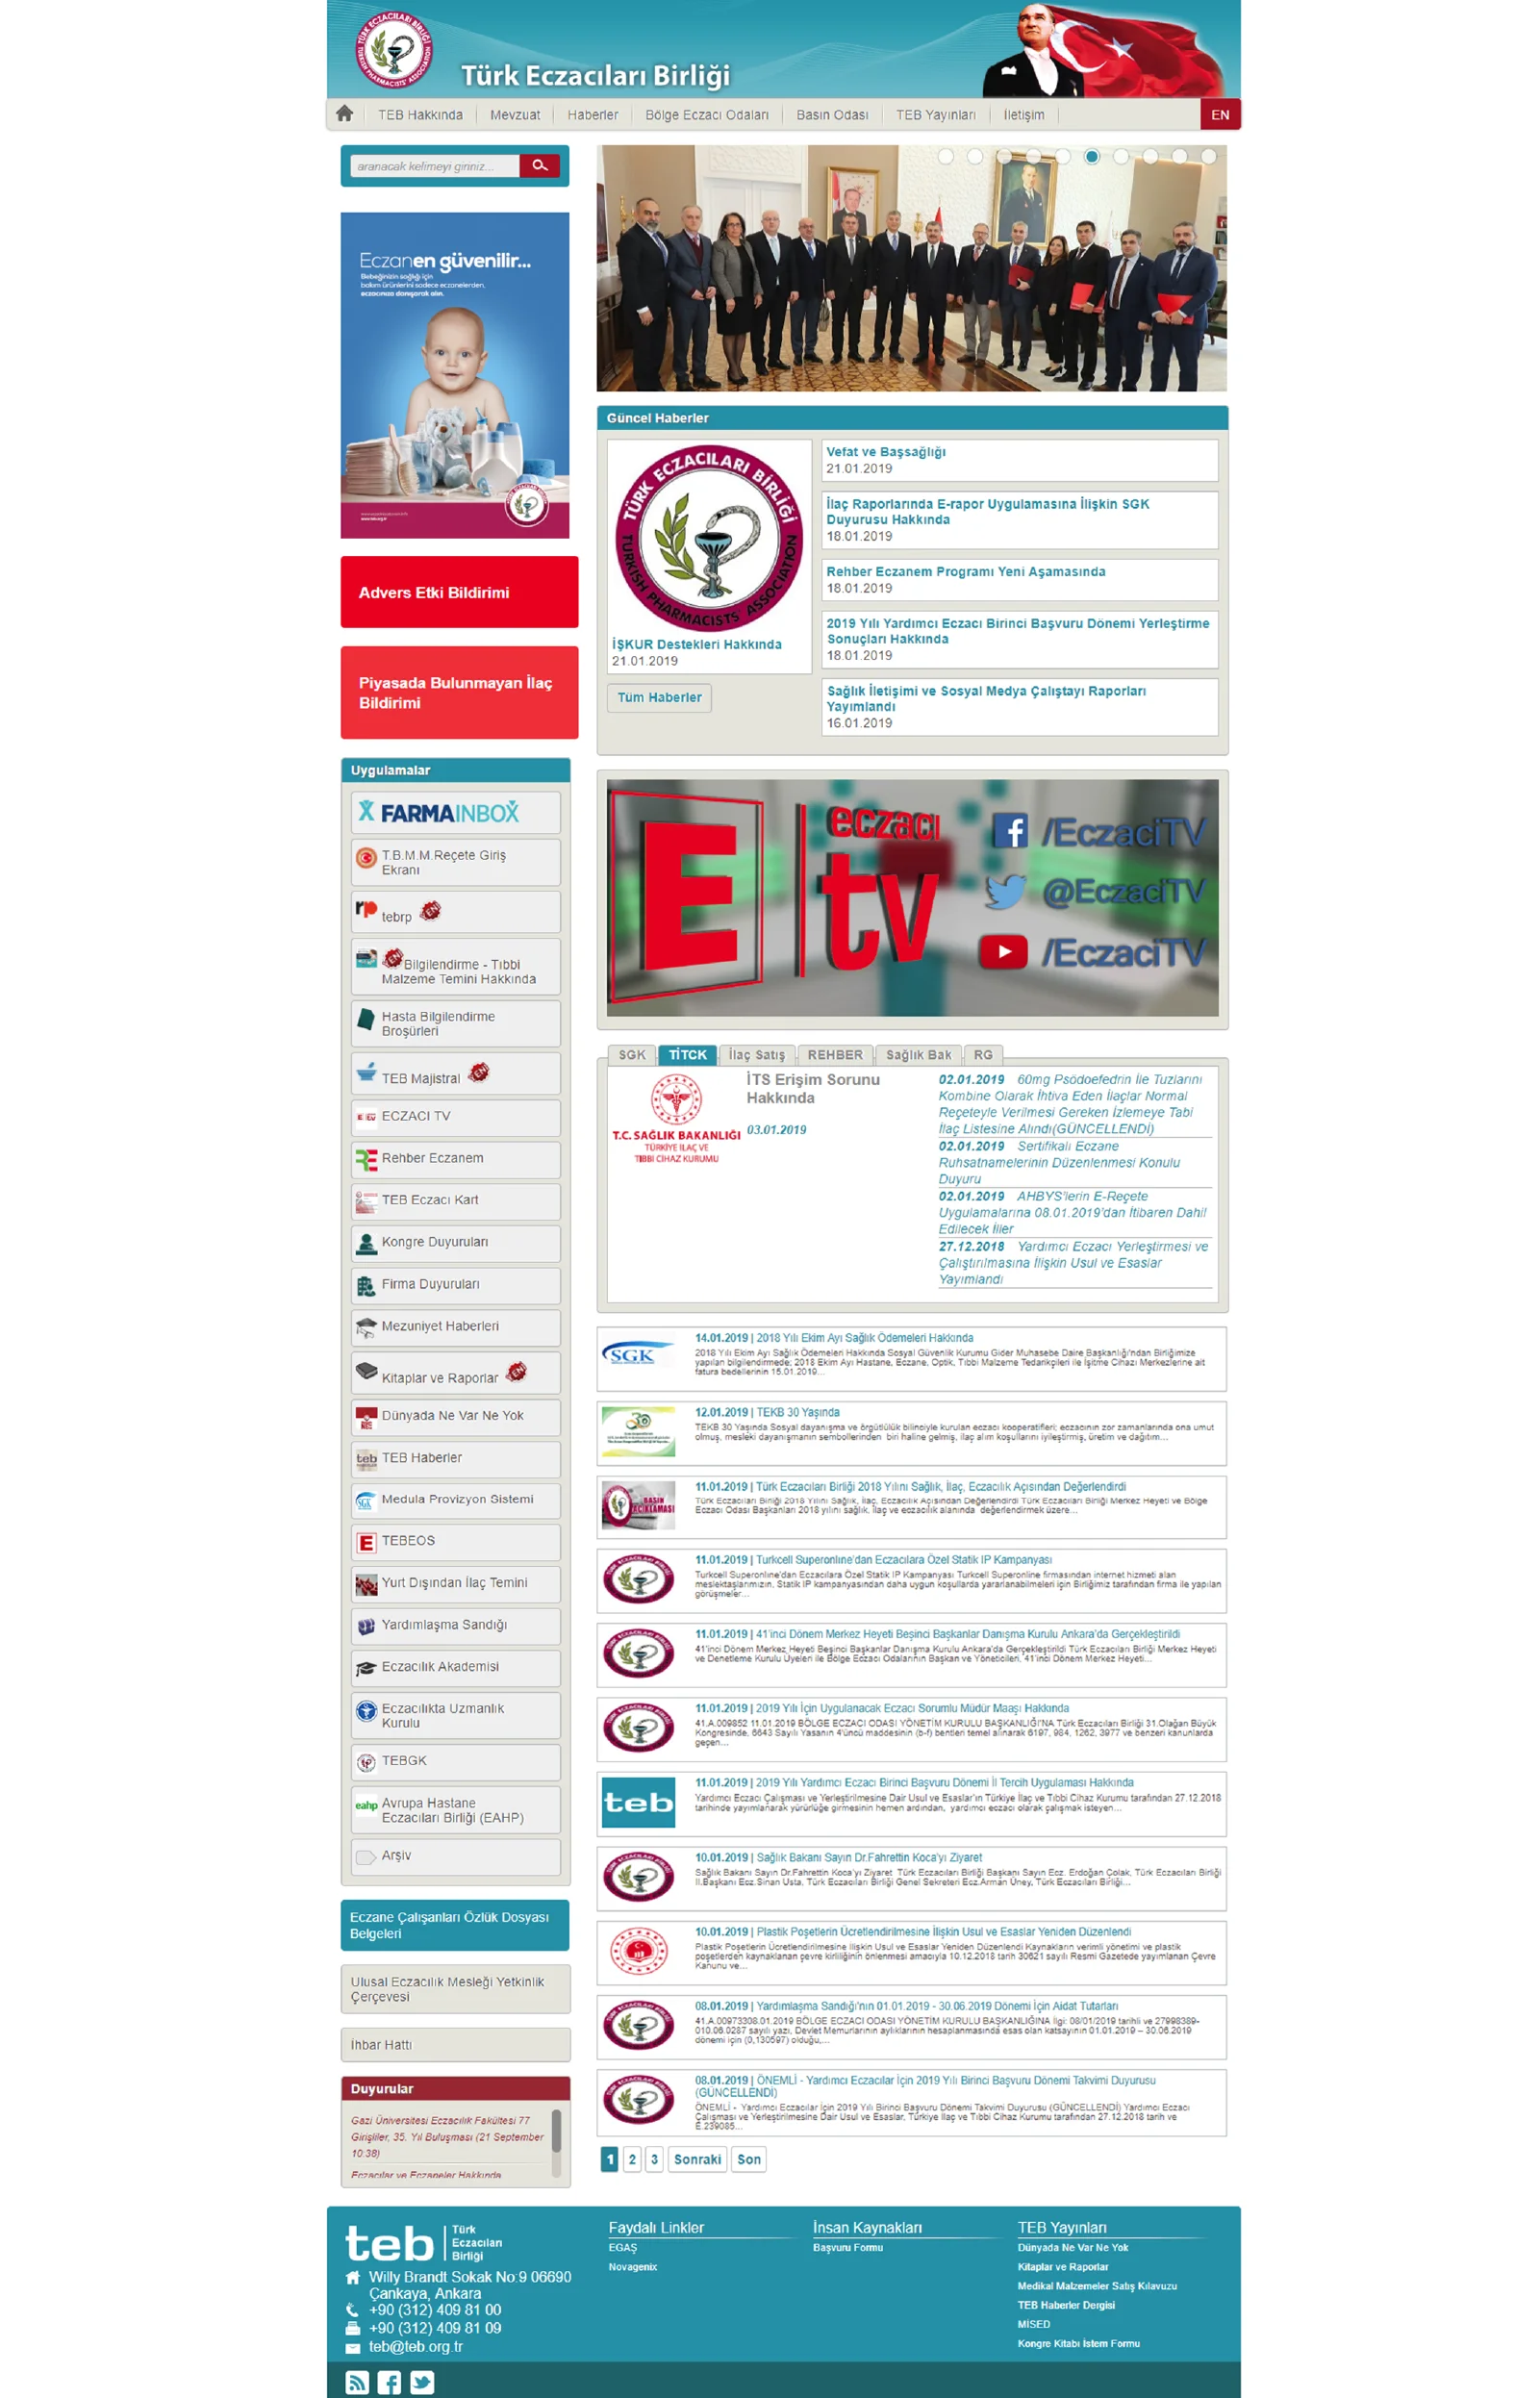 TÜRK ECZACILARI BİRLİĞİ
TURKISH PHARMACISTS' ASSOCIATION
Türk Eczacıları Birliği
TEB Hakkında
Mevzuat
Haberler
Bölge Eczacı Odaları
Basın Odası
TEB Yayınları
İletişim
EN
aranacak kelimeyi giriniz...
Eczanen güvenilir...
Bebeğinizin sağlığı için
bakım ürünlerini sadece eczanelerden,
eczacınıza danışarak alın.
Advers Etki Bildirimi
Piyasada Bulunmayan İlaç
Bildirimi
Uygulamalar
FARMAINBOX
T.B.M.M.Reçete Giriş
Ekranı
rp tebrp
Bilgilendirme - Tıbbi
Malzeme Temini Hakkında
Hasta Bilgilendirme
Broşürleri
TEB Majistral
ECZACI TV
Rehber Eczanem
TEB Eczacı Kart
Kongre Duyuruları
Firma Duyuruları
Mezuniyet Haberleri
Kitaplar ve Raporlar
Dünyada Ne Var Ne Yok
teb TEB Haberler
SGK Medula Provizyon Sistemi
E TEBEOS
Yurt Dışından İlaç Temini
Yardımlaşma Sandığı
Eczacılık Akademisi
Eczacılıkta Uzmanlık
Kurulu
TEBGK
eahp Avrupa Hastane
Eczacıları Birliği (EAHP)
Arşiv
Eczane Çalışanları Özlük Dosyası
Belgeleri
Ulusal Eczacılık Mesleği Yetkinlik
Çerçevesi
İhbar Hattı
Duyurular
Gazi Üniversitesi Eczacılık Fakültesi 77
Girişliler, 35. Yıl Buluşması (21 September
10:38)
Eczacılar ve Eczaneler Hakkında
Güncel Haberler
TÜRK ECZACILARI BİRLİĞİ
TURKISH PHARMACISTS' ASSOCIATION
İŞKUR Destekleri Hakkında
21.01.2019
Tüm Haberler
Vefat ve Başsağlığı
21.01.2019
İlaç Raporlarında E-rapor Uygulamasına İlişkin SGK
Duyurusu Hakkında
18.01.2019
Rehber Eczanem Programı Yeni Aşamasında
18.01.2019
2019 Yılı Yardımcı Eczacı Birinci Başvuru Dönemi Yerleştirme
Sonuçları Hakkında
18.01.2019
Sağlık İletişimi ve Sosyal Medya Çalıştayı Raporları
Yayımlandı
16.01.2019
E eczacı tv
/EczaciTV
@EczaciTV
/EczaciTV
SGK
TİTCK
İlaç Satış
REHBER
Sağlık Bak
RG
T.C. SAĞLIK BAKANLIĞI
TÜRKİYE İLAÇ VE
TIBBİ CİHAZ KURUMU
İTS Erişim Sorunu
Hakkında
03.01.2019
02.01.2019 60mg Psödoefedrin İle Tuzlarını
Kombine Olarak İhtiva Eden İlaçlar Normal
Reçeteyle Verilmesi Gereken İzlemeye Tabi
İlaç Listesine Alındı(GÜNCELLENDİ)
02.01.2019 Sertifikalı Eczane
Ruhsatnamelerinin Düzenlenmesi Konulu
Duyuru
02.01.2019 AHBYS'lerin E-Reçete
Uygulamalarına 08.01.2019'dan İtibaren Dahil
Edilecek İller
27.12.2018 Yardımcı Eczacı Yerleştirmesi ve
Çalıştırılmasına İlişkin Usul ve Esaslar
Yayımlandı
SGK
14.01.2019 | 2018 Yılı Ekim Ayı Sağlık Ödemeleri Hakkında
2018 Yılı Ekim Ayı Sağlık Ödemeleri Hakkında Sosyal Güvenlik Kurumu Gider Muhasebe Daire Başkanlığı'ndan Birliğimize
yapılan bilgilendirmede; 2018 Ekim Ayı Hastane, Eczane, Optik, Tıbbi Malzeme Tedarikçileri ile İşitme Cihazı Merkezlerine ait
fatura bedellerinin 15.01.2019...
12.01.2019 | TEKB 30 Yaşında
TEKB 30 Yaşında Sosyal dayanışma ve örgütlülük bilinciyle kurulan eczacı kooperatifleri; eczacının zor zamanlarında ona umut
olmuş, mesleki dayanışmanın sembollerinden biri haline gelmiş, ilaç alım koşullarını iyileştirmiş, üretim ve dağıtım...
BASIN
AÇIKLAMASI
11.01.2019 | Türk Eczacıları Birliği 2018 Yılını Sağlık, İlaç, Eczacılık Açısından Değerlendirdi
Türk Eczacıları Birliği 2018 Yılını Sağlık, İlaç, Eczacılık Açısından Değerlendirdi Türk Eczacıları Birliği Merkez Heyeti ve Bölge
Eczacı Odası Başkanları 2018 yılını sağlık, ilaç ve eczacılık alanında değerlendirmek üzere...
11.01.2019 | Turkcell Superonline'dan Eczacılara Özel Statik IP Kampanyası
Turkcell Superonline'dan Eczacılara Özel Statik IP Kampanyası Turkcell Superonline firmasından internet hizmeti alan
meslektaşlarımızın, Statik IP kampanyasından daha uygun koşullarda yararlanabilmeleri için Birliğimiz tarafından firma ile yapılan
görüşmeler...
11.01.2019 | 41'inci Dönem Merkez Heyeti Beşinci Başkanlar Danışma Kurulu Ankara'da Gerçekleştirildi
41'inci Dönem Merkez Heyeti Beşinci Başkanlar Danışma Kurulu Ankara'da Gerçekleştirildi Türk Eczacıları Birliği Merkez Heyeti
ve Denetleme Kurulu Üyeleri ile Bölge Eczacı Odalarının Başkan ve Yöneticileri, 41'inci Dönem Merkez Heyeti...
11.01.2019 | 2019 Yılı İçin Uygulanacak Eczacı Sorumlu Müdür Maaşı Hakkında
41.A.009852 11.01.2019 BÖLGE ECZACI ODASI YÖNETİM KURULU BAŞKANLIĞI'NA Türk Eczacıları Birliği 31.Olağan Büyük
Kongresinde, 6643 Sayılı Yasanın 4'üncü maddesinin (b-f) bentleri temel alınarak 6197, 984, 1262, 3977 ve benzeri kanunlarda
geçen...
teb
11.01.2019 | 2019 Yılı Yardımcı Eczacı Birinci Başvuru Dönemi İl Tercih Uygulaması Hakkında
Yardımcı Eczacı Çalışması ve Yerleştirilmesine Dair Usul ve Esaslar'ın Türkiye İlaç ve Tıbbi Cihaz Kurumu tarafından 27.12.2018
tarihinde yayımlanarak yürürlüğe girmesinin hemen ardından, yardımcı eczacı olarak çalışmak isteyen...
10.01.2019 | Sağlık Bakanı Sayın Dr.Fahrettin Koca'yı Ziyaret
Sağlık Bakanı Sayın Dr.Fahrettin Koca'yı Ziyaret Türk Eczacıları Birliği Başkanı Sayın Ecz. Erdoğan Çolak, Türk Eczacıları Birliği
II.Başkanı Ecz.Sinan Usta, Türk Eczacıları Birliği Genel Sekreteri Ecz.Arman Üney, Türk Eczacıları Birliği...
10.01.2019 | Plastik Poşetlerin Ücretlendirilmesine İlişkin Usul ve Esaslar Yeniden Düzenlendi
Plastik Poşetlerin Ücretlendirilmesine İlişkin Usul ve Esaslar Yeniden Düzenlendi Kaynakların verimli yönetimi ve plastik
poşetlerden kaynaklanan çevre kirliliğinin önlenmesi amacıyla 10.12.2018 tarih 30621 sayılı Resmi Gazetede yayımlanan Çevre
Kanunu ve...
08.01.2019 | Yardımlaşma Sandığı'nın 01.01.2019 - 30.06.2019 Dönemi İçin Aidat Tutarları
41.A.00973308.01.2019 BÖLGE ECZACI ODASI YÖNETİM KURULU BAŞKANLIĞINA İlgi: 08/01/2019 tarihli ve 27998389-
010.06.0287 sayılı yazı, Devlet Memurlarının aylıklarının hesaplanmasında esas olan katsayının 01.01.2019 – 30.06.2019
dönemi için (0,130597) olduğu,...
08.01.2019 | ÖNEMLİ - Yardımcı Eczacılar İçin 2019 Yılı Birinci Başvuru Dönemi Takvimi Duyurusu
(GÜNCELLENDİ)
ÖNEMLİ - Yardımcı Eczacılar İçin 2019 Yılı Birinci Başvuru Dönemi Takvimi Duyurusu (GÜNCELLENDİ) Yardımcı Eczacı
Çalışması ve Yerleştirilmesine Dair Usul ve Esaslar, Türkiye İlaç ve Tıbbi Cihaz Kurumu tarafından 27.12.2018 tarih ve
E.239085...
1 2 3 Sonraki Son
teb Türk
Eczacıları
Birliği
Willy Brandt Sokak No:9 06690
Çankaya, Ankara
+90 (312) 409 81 00
+90 (312) 409 81 09
teb@teb.org.tr
Faydalı Linkler
EGAŞ
Novagenix
İnsan Kaynakları
Başvuru Formu
TEB Yayınları
Dünyada Ne Var Ne Yok
Kitaplar ve Raporlar
Medikal Malzemeler Satış Kılavuzu
TEB Haberler Dergisi
MİSED
Kongre Kitabı İstem Formu